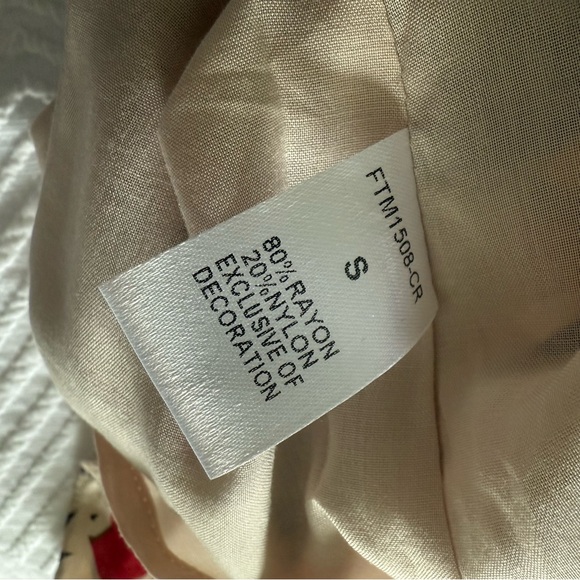 FTM1508-CR
S
80%RAYON
20%NYLON
EXCLUSIVE OF
DECORATION